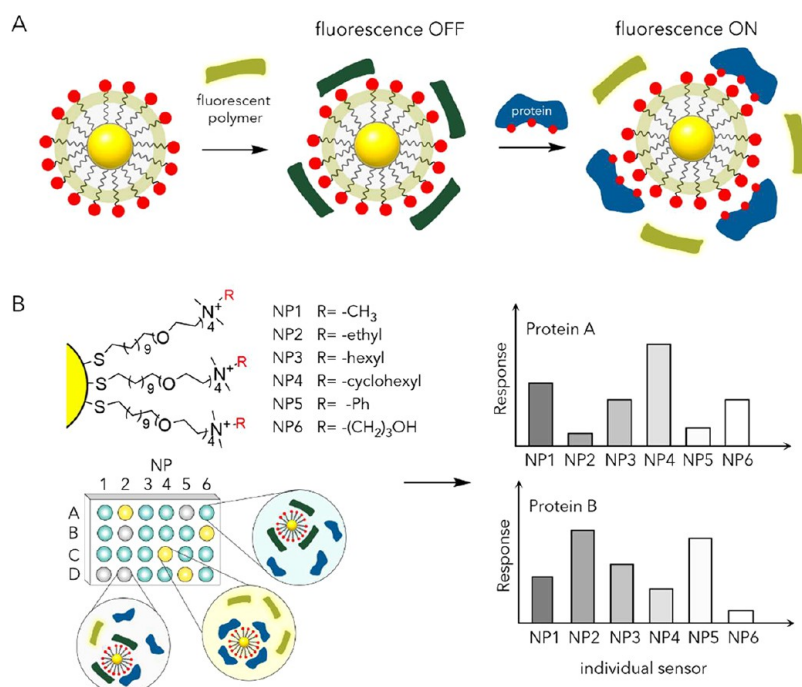 A
fluorescence OFF
fluorescence ON
fluorescent
polymer
protein
B
S
9
O
4
N+
R
S
9
O
4
N+
R
S
9
O
4
N+
R
NP1 R= -CH3
NP2 R= -ethyl
NP3 R= -hexyl
NP4 R= -cyclohexyl
NP5 R= -Ph
NP6 R= -(CH2)3OH
NP
1 2 3 4 5 6
A
B
C
D
Response
Protein A
NP1 NP2 NP3 NP4 NP5 NP6
Response
Protein B
NP1 NP2 NP3 NP4 NP5 NP6
individual sensor